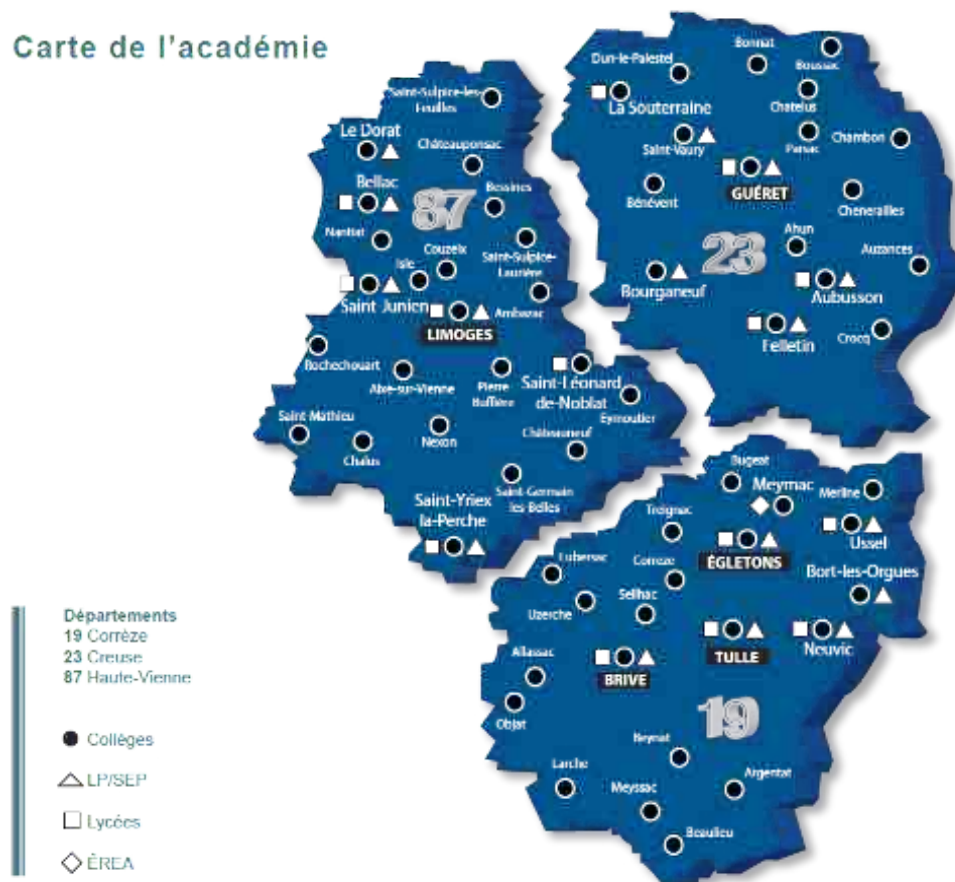 Carte de l'académie
Saint-Sulpice-les-
Feuilles
Le Dorat
Châteauponsac
Bellac
87
Bessines
Nantiat
Couzeix
Isle
Saint-Sulpice-
Laurière
Saint Junien
LIMOGES
Ambazac
Rochechouart
Aixe-sur-Vienne
Pierre
Buffière
Saint-Léonard
de-Noblat
Eymoutier
Saint-Mathieu
Chalus
Nexon
Châteauneuf
Saint-Germain
les-Belles
Saint-Yriex
la-Perche
Dun-le-Palestel
Bonnat
Boussac
La Souterraine
Chatelus
Saint-Vaury
Parsac
Chambon
GUÉRET
Bénévent
Chenerailles
23
Ahun
Auzances
Bourganeuf
Aubusson
Felletin
Crocq
Bugeat
Meymac
Merline
Treignac
Ussel
ÉGLETONS
Lubersac
Correze
Bort-les-Orgues
Uzerche
Seilhac
Allassac
BRIVE
TULLE
Neuvic
Objat
19
Beynat
Larche
Meyssac
Argentat
Beaulieu
Départements
19 Corrèze
23 Creuse
87 Haute-Vienne
Collèges
LP/SEP
Lycées
ÉREA